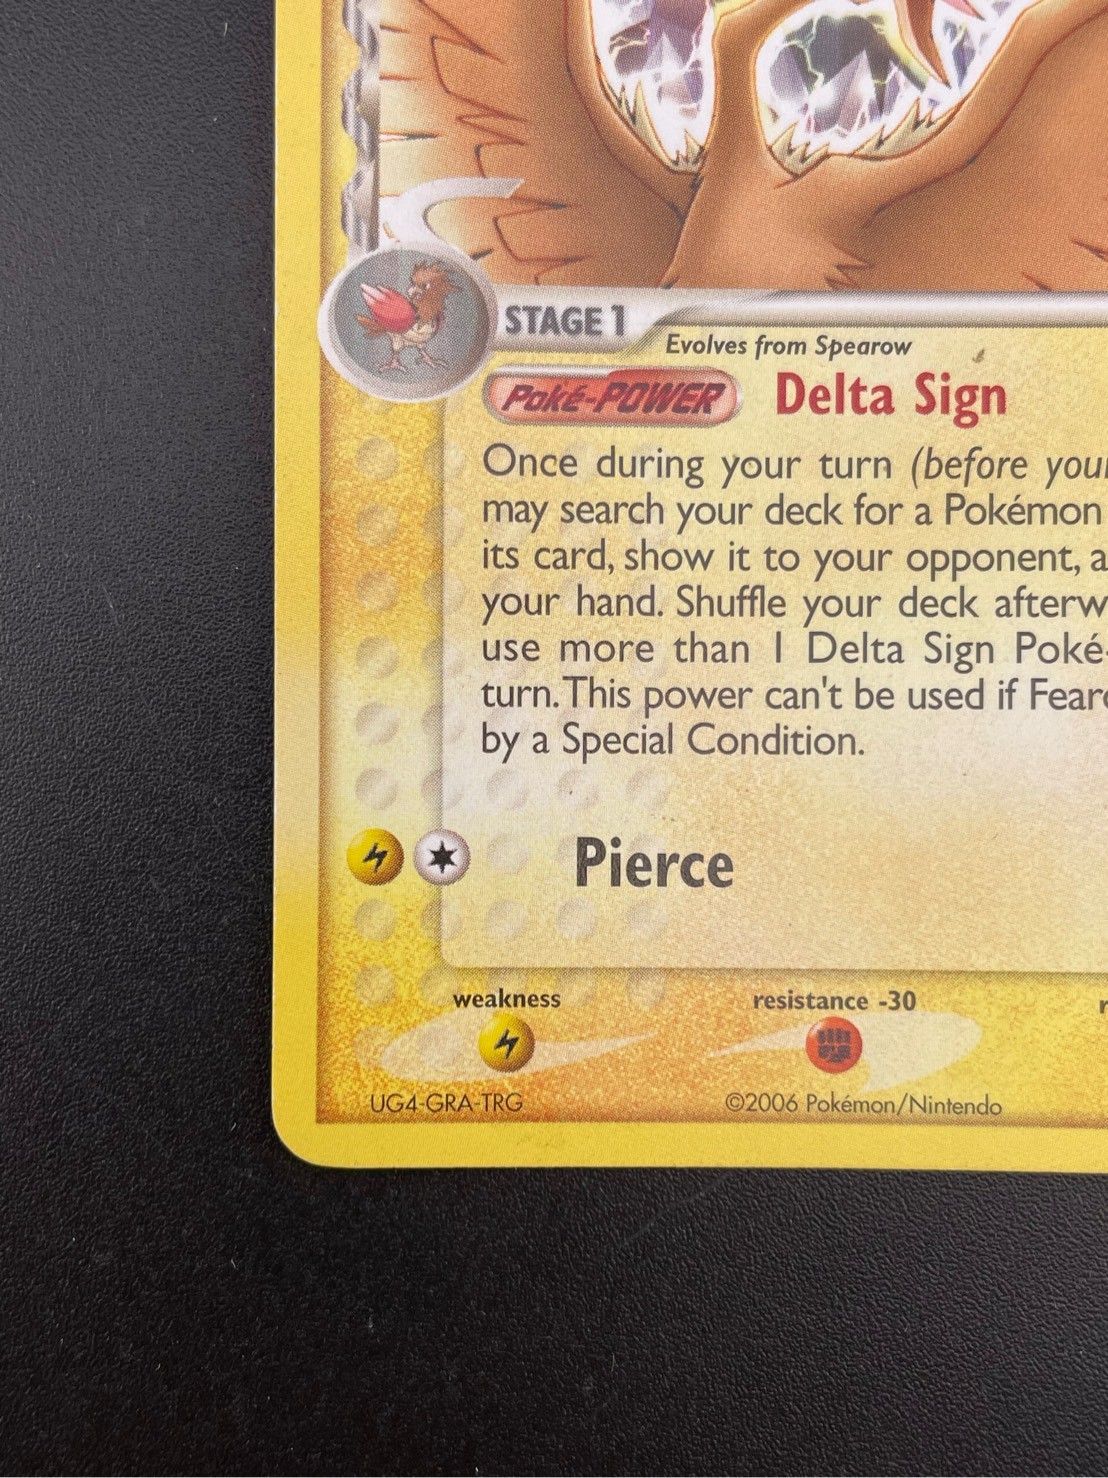 STAGE 1
Evolves from Spearow
Poké-POWER Delta Sign
Once during your turn (before your
may search your deck for a Pokémon
its card, show it to your opponent, a
your hand. Shuffle your deck afterw
use more than 1 Delta Sign Poké-
turn. This power can't be used if Fearo
by a Special Condition.
Pierce
weakness resistance -30 r
UG4-GRA-TRG ©2006 Pokémon/Nintendo